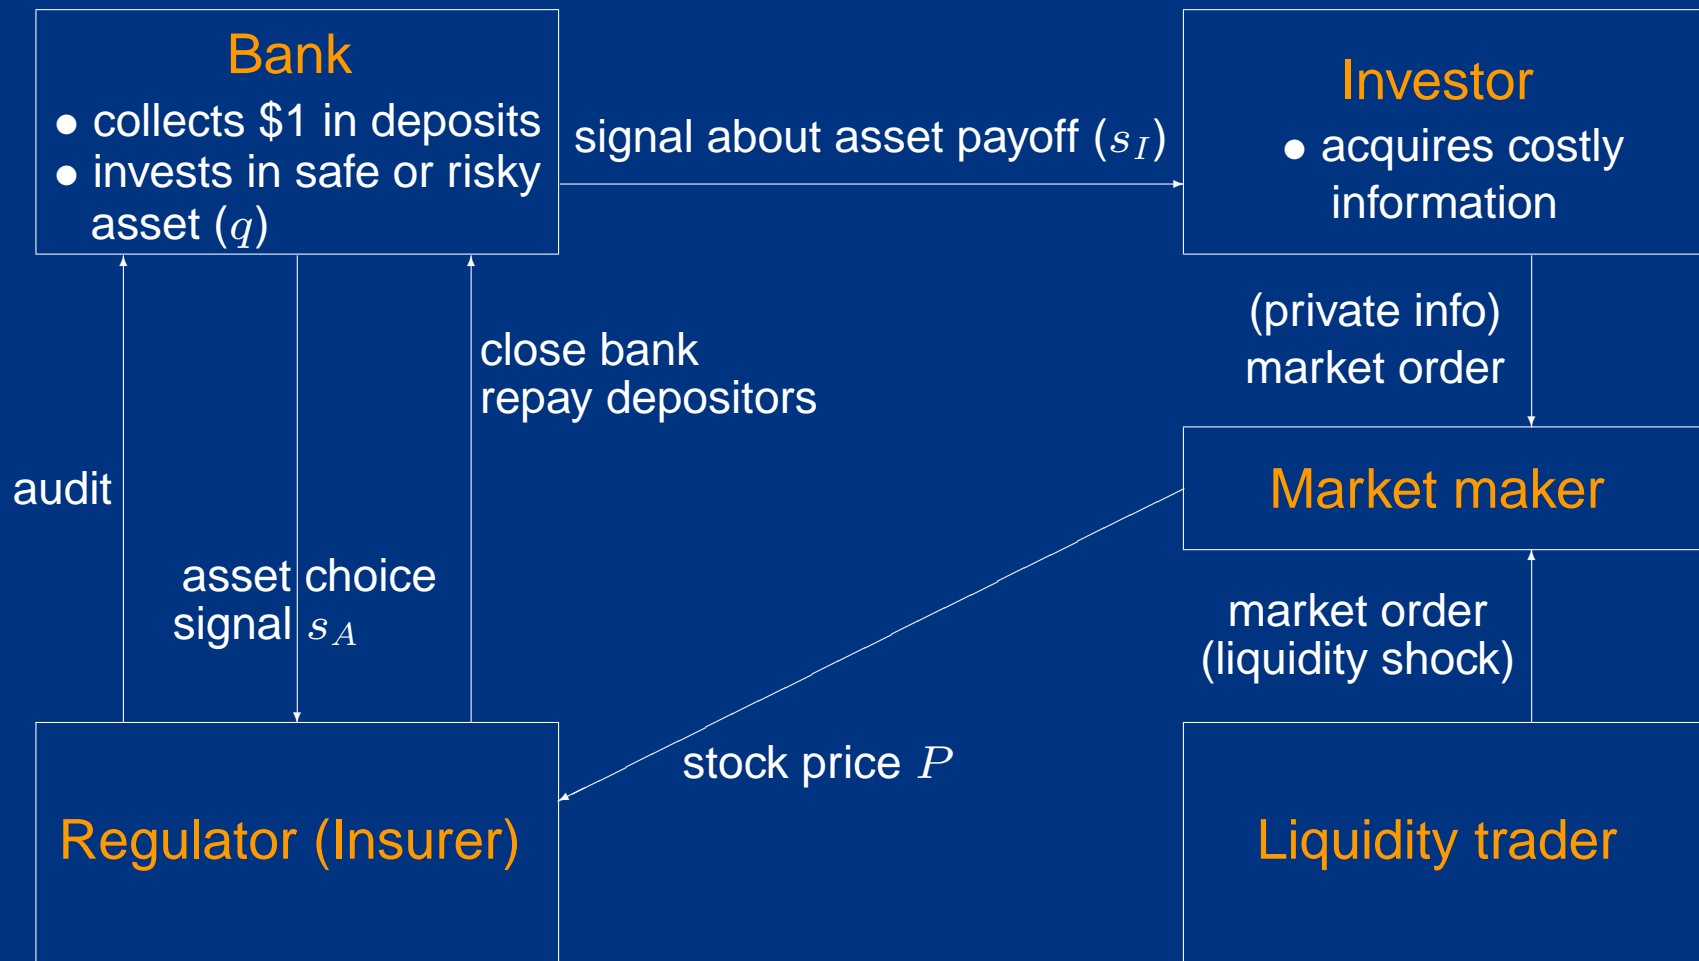 Bank
• collects $1 in deposits
• invests in safe or risky
asset (q)
signal about asset payoff (s_I)
Investor
• acquires costly
information
(private info)
market order
close bank
repay depositors
audit
Market maker
asset choice
signal s_A
market order
(liquidity shock)
stock price P
Regulator (Insurer)
Liquidity trader